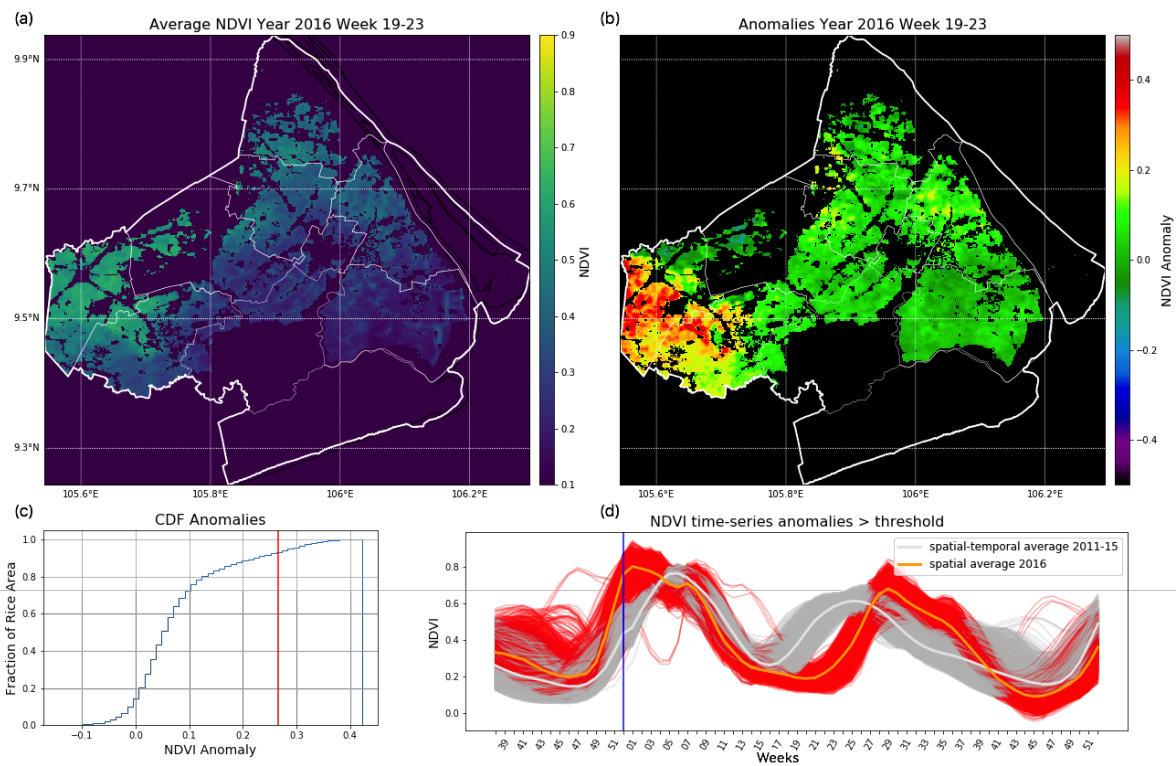 (a)
Average NDVI Year 2016 Week 19-23
9.9°N
9.7°N
9.5°N
9.3°N
105.6°E 105.8°E 106°E 106.2°E
0.9
0.8
0.7
0.6
0.5
0.4
0.3
0.2
0.1
NDVI
(b)
Anomalies Year 2016 Week 19-23
105.6°E 105.8°E 106°E 106.2°E
0.4
0.2
0.0
−0.2
−0.4
NDVI Anomaly
(c)
CDF Anomalies
Fraction of Rice Area
1.0
0.8
0.6
0.4
0.2
0.0
−0.1 0.0 0.1 0.2 0.3 0.4
NDVI Anomaly
(d)
NDVI time-series anomalies > threshold
spatial-temporal average 2011-15
spatial average 2016
NDVI
0.8
0.6
0.4
0.2
0.0
39 41 43 45 47 49 51 01 03 05 07 09 11 13 15 17 19 21 23 25 27 29 31 33 35 37 39 41 43 45 47 49 51
Weeks